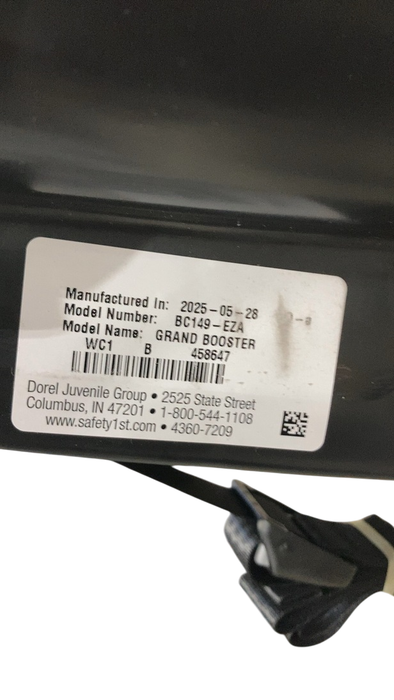 Manufactured In: 2025-05-28
Model Number: BC149-EZA
Model Name: GRAND BOOSTER
WC1 B 458647
Dorel Juvenile Group • 2525 State Street
Columbus, IN 47201 • 1-800-544-1108
www.safety1st.com • 4360-7209